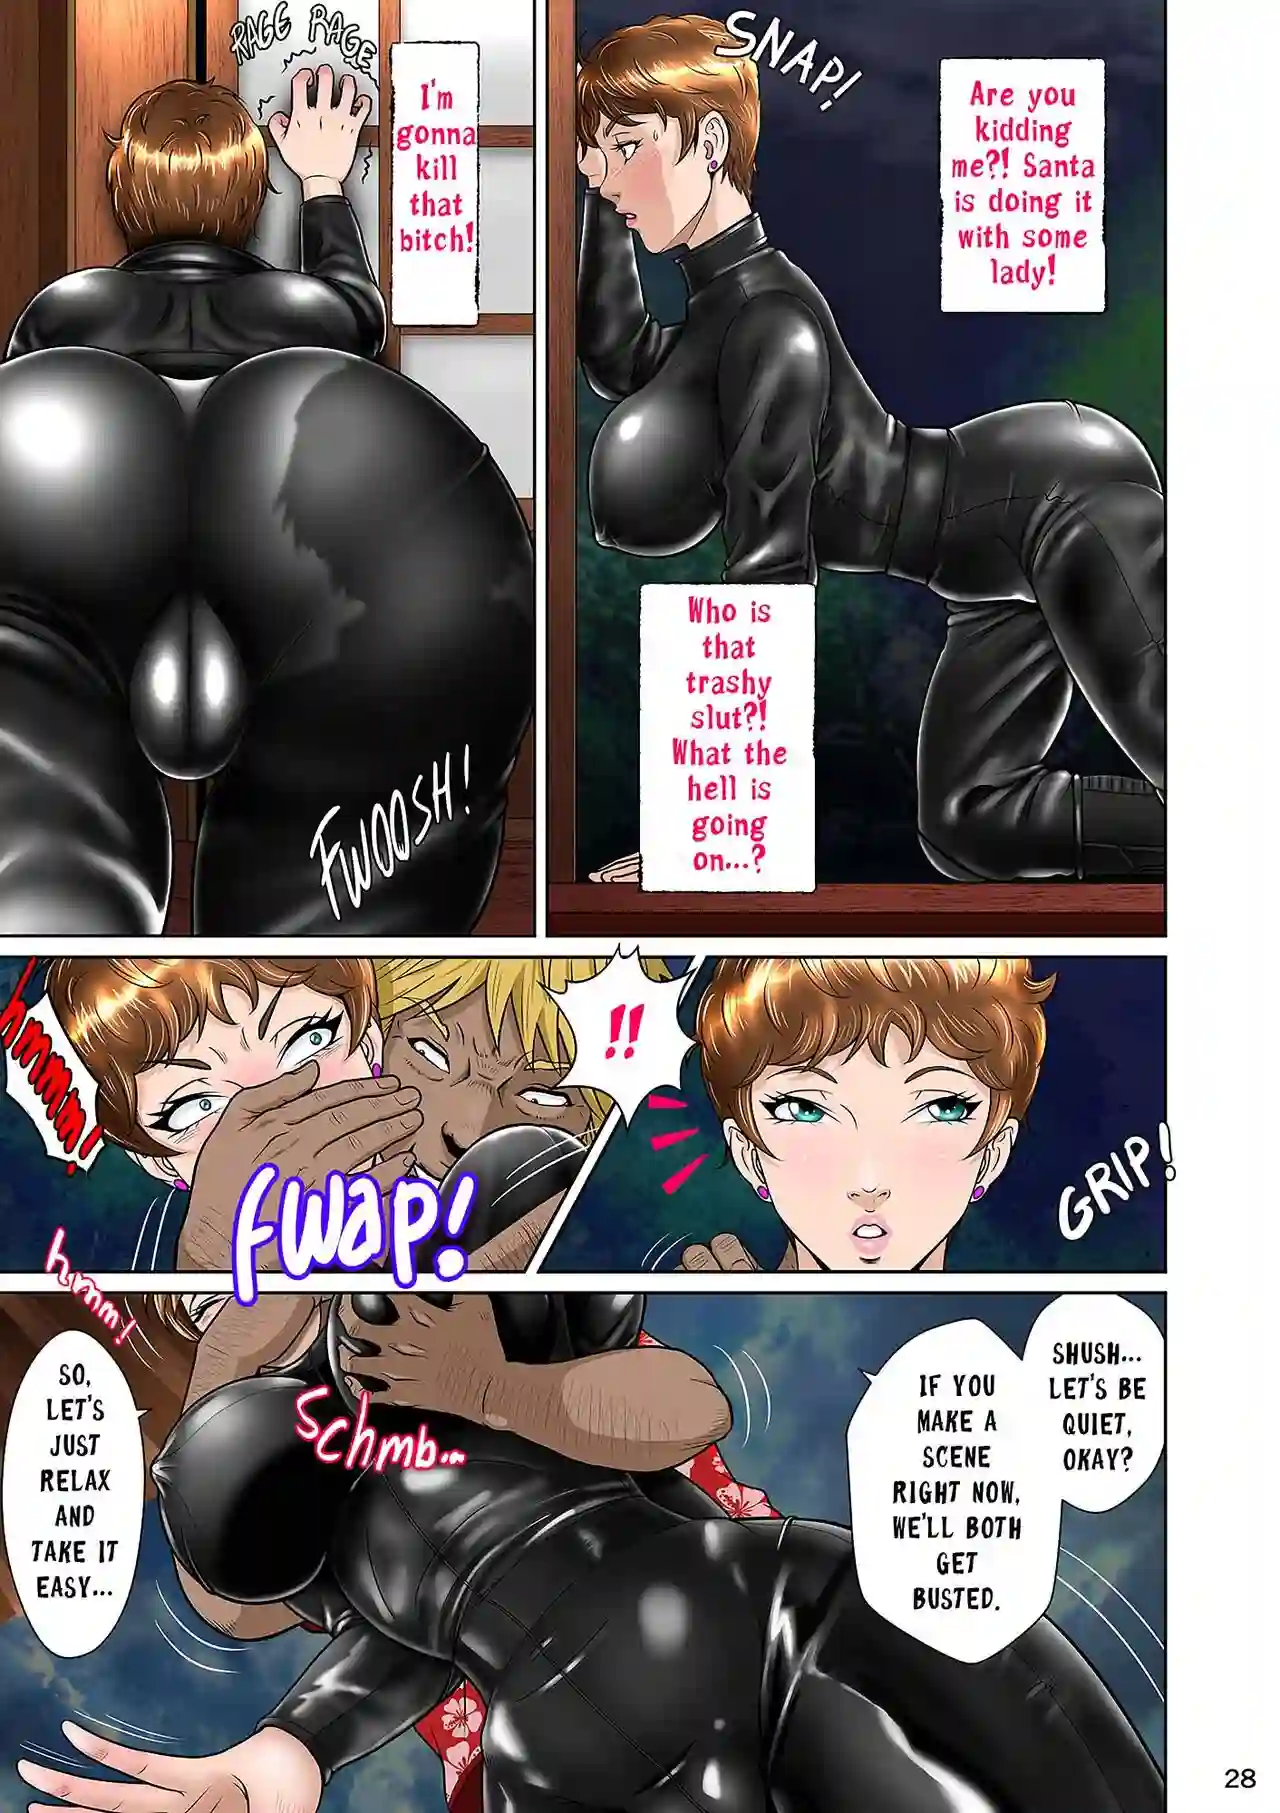 SNAP!
Are you
kidding
me?! Santa
is doing it
with some
lady!
Who is
that
trashy
slut?!
What the
hell is
going
on...?
RAGE RAGE
I'm
gonna
kill
that
bitch!
FWOOSH!
!!
GRIP!
hmmmm!
FWAP!
SHUSH...
LET'S BE
QUIET,
OKAY?
IF YOU
MAKE A
SCENE
RIGHT NOW,
WE'LL BOTH
GET
BUSTED.
Schmb...
hmmm!
SO,
LET'S
JUST
RELAX
AND
TAKE IT
EASY...
28